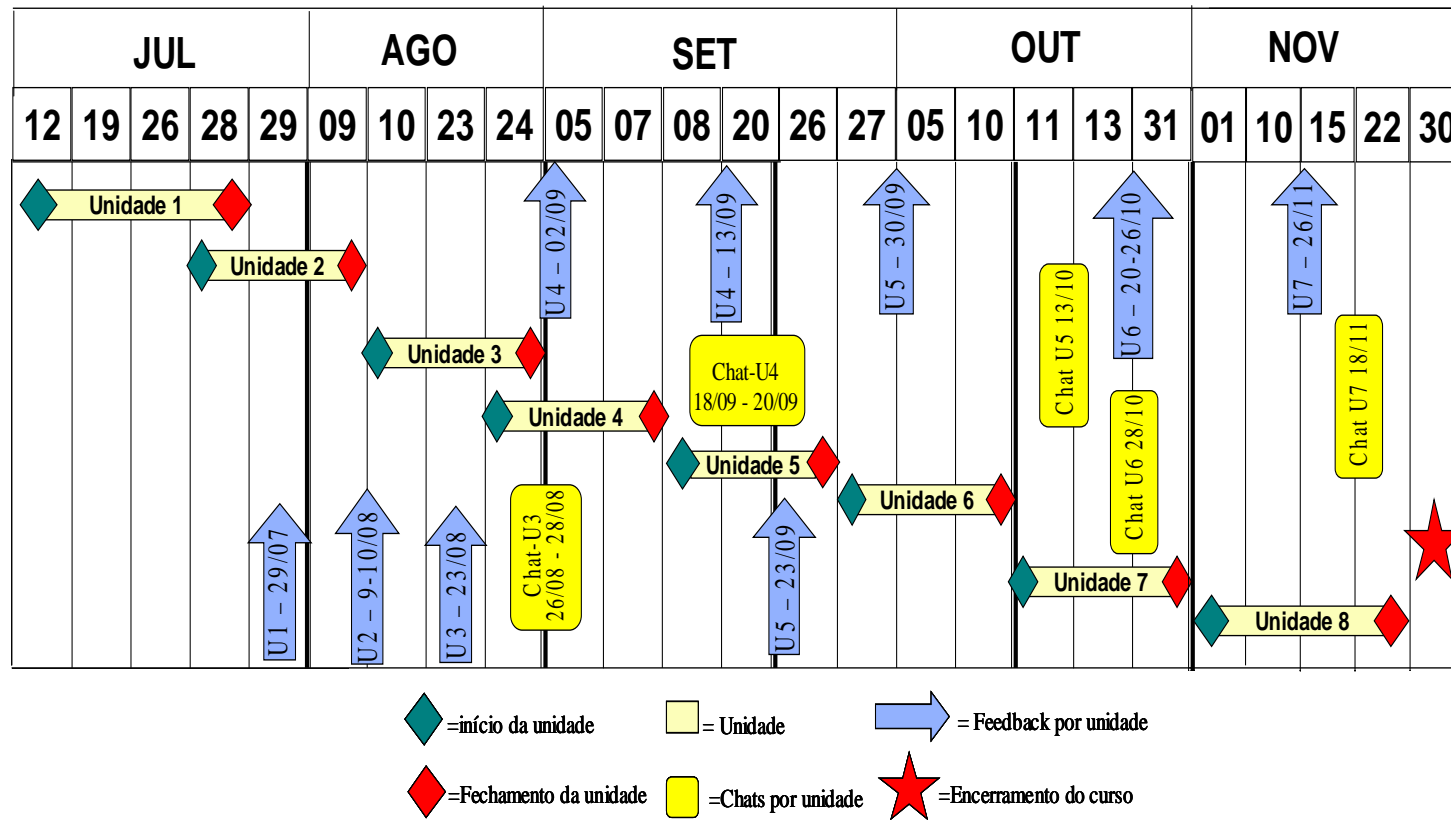 JUL AGO SET OUT NOV
12 19 26 28 29 09 10 23 24 05 07 08 20 26 27 05 10 11 13 31 01 10 15 22 30
Unidade 1
Unidade 2
Unidade 3
Unidade 4
Unidade 5
Unidade 6
Unidade 7
Unidade 8
U1 – 29/07
U2 – 9-10/08
U3 – 23/08
Chat-U3
26/08 - 28/08
U4 – 02/09
U4 – 13/09
Chat-U4
18/09 - 20/09
U5 – 23/09
U5 – 30/09
Chat U5 13/10
U6 – 20-26/10
Chat U6 28/10
U7 – 26/11
Chat U7 18/11
=início da unidade
= Unidade
= Feedback por unidade
=Fechamento da unidade
=Chats por unidade
=Encerramento do curso